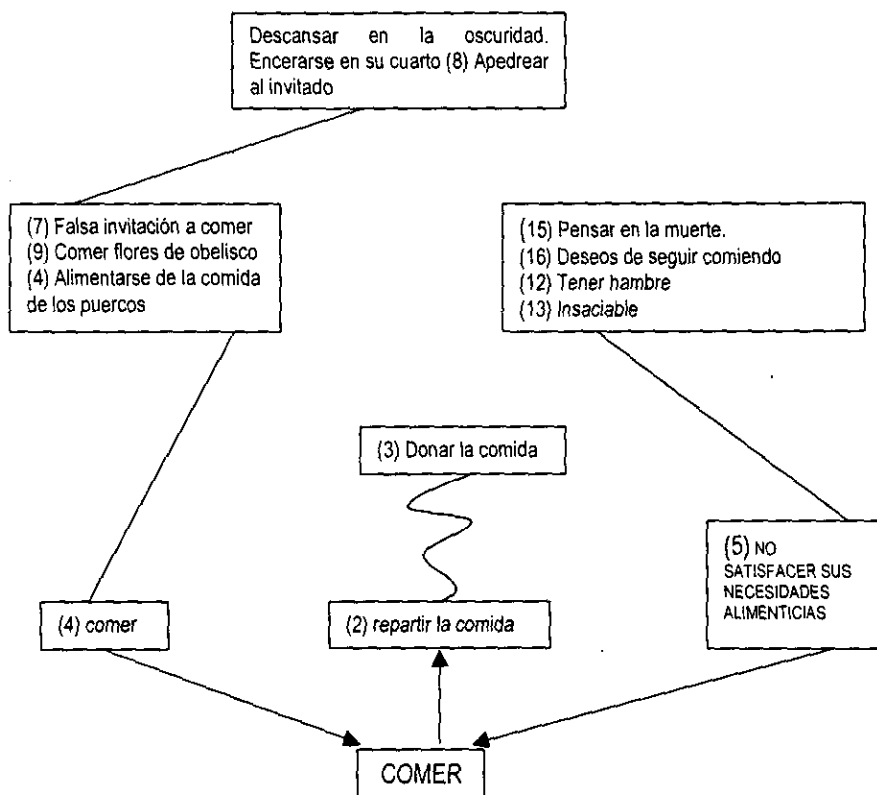 Descansar en la oscuridad.
Encerarse en su cuarto (8) Apedrear
al invitado
(7) Falsa invitación a comer
(9) Comer flores de obelisco
(4) Alimentarse de la comida
de los puercos
(15) Pensar en la muerte.
(16) Deseos de seguir comiendo
(12) Tener hambre
(13) Insaciable
(3) Donar la comida
(5) NO
SATISFACER SUS
NECESIDADES
ALIMENTICIAS
(4) comer
(2) repartir la comida
COMER